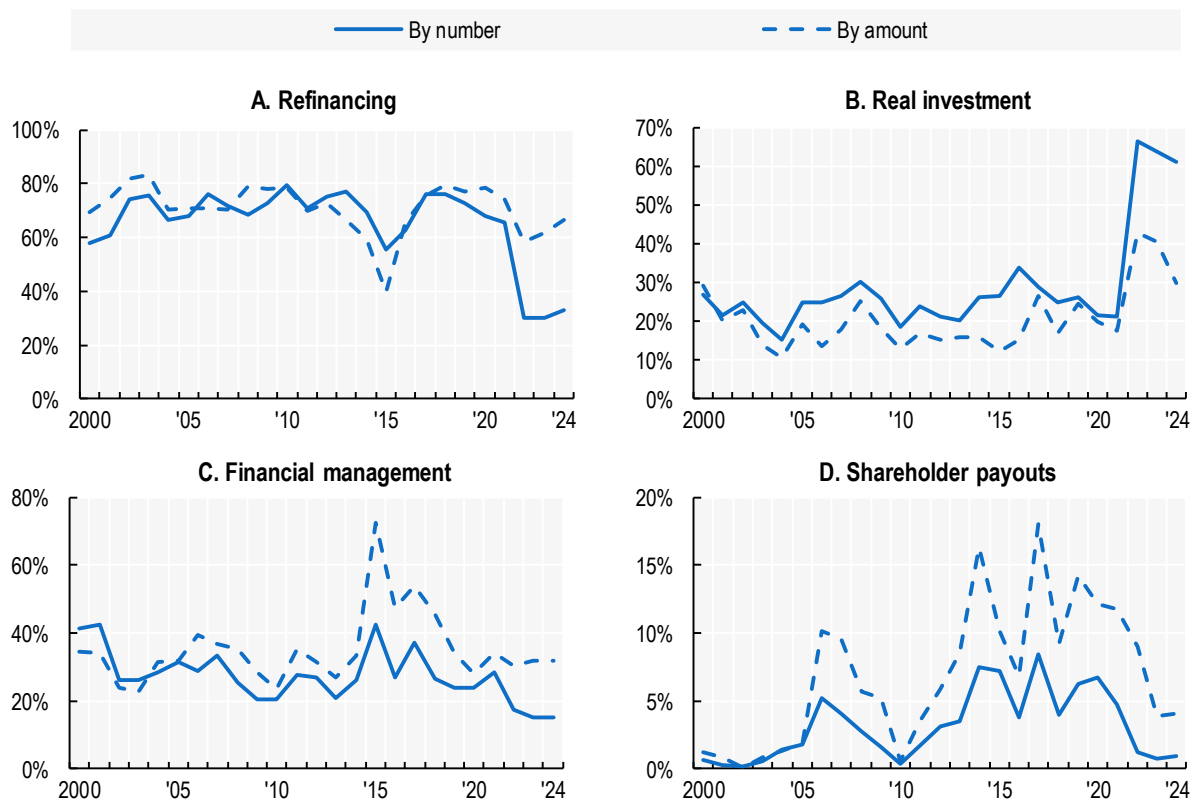 By number By amount
A. Refinancing
100%
80%
60%
40%
20%
0%
2000 '05 '10 '15 '20 '24
B. Real investment
70%
60%
50%
40%
30%
20%
10%
0%
2000 '05 '10 '15 '20 '24
C. Financial management
80%
60%
40%
20%
0%
2000 '05 '10 '15 '20 '24
D. Shareholder payouts
20%
15%
10%
5%
0%
2000 '05 '10 '15 '20 '24